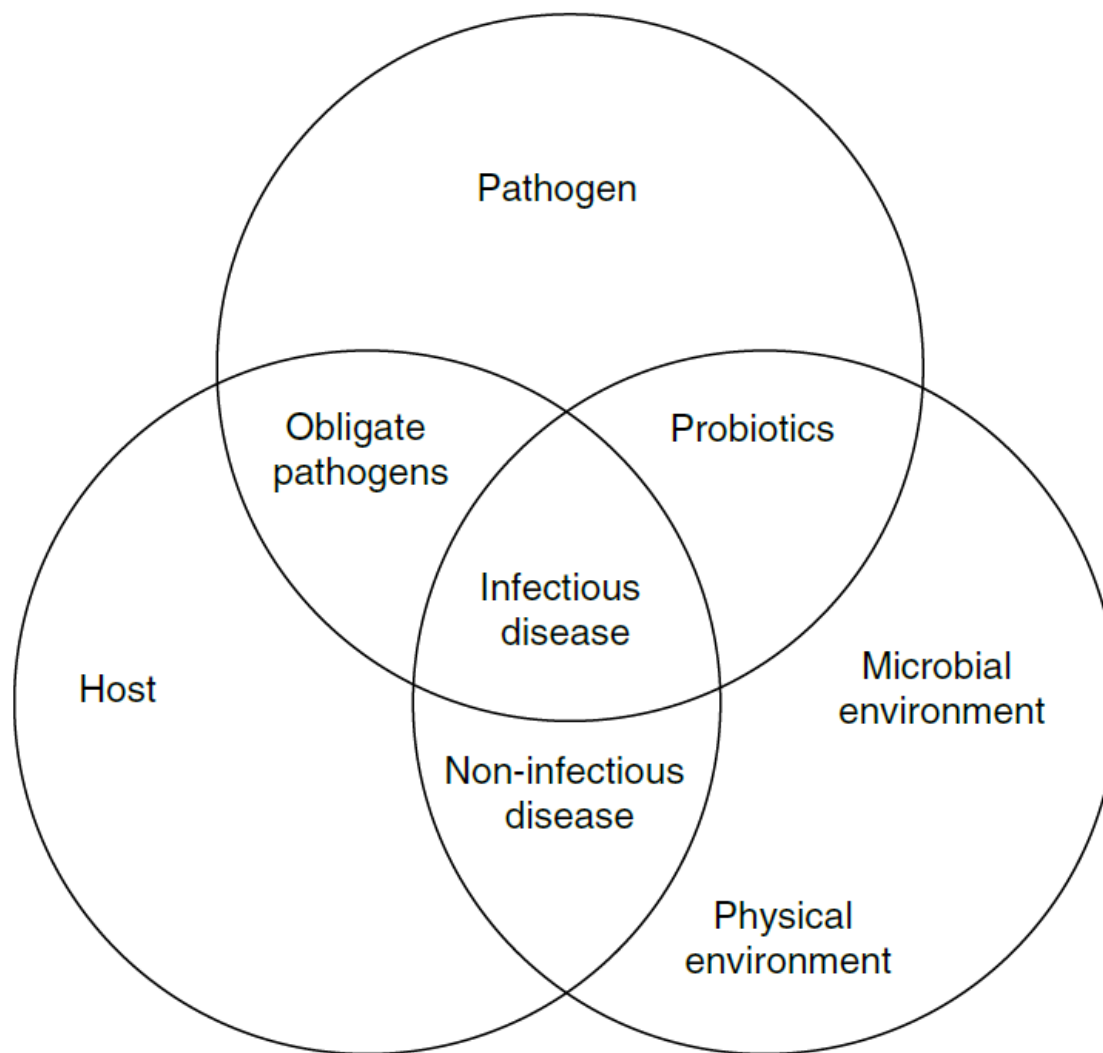 Pathogen
Obligate
pathogens
Probiotics
Infectious
disease
Host
Microbial
environment
Non-infectious
disease
Physical
environment